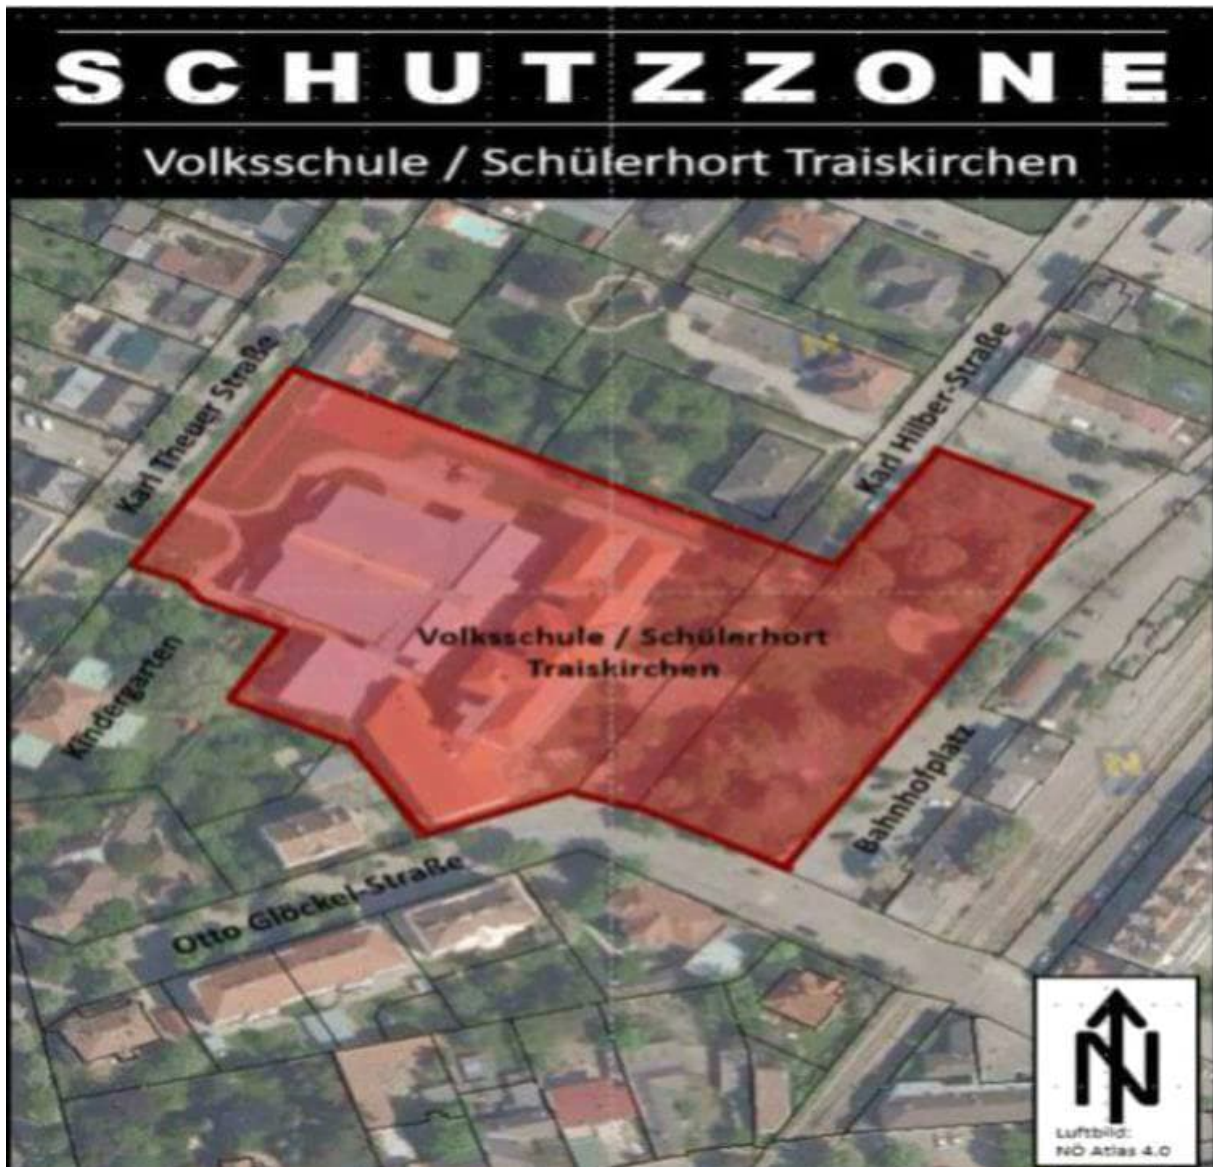 SCHUTZZONE
Volksschule / Schülerhort Traiskirchen
Karl Theuer Straße
Karl Hilber-Straße
Volksschule / Schülerhort
Traiskirchen
Kindergarten
Bahnhofplatz
Otto Glöckel-Straße
N
Luftbild:
NÖ Atlas 4.0